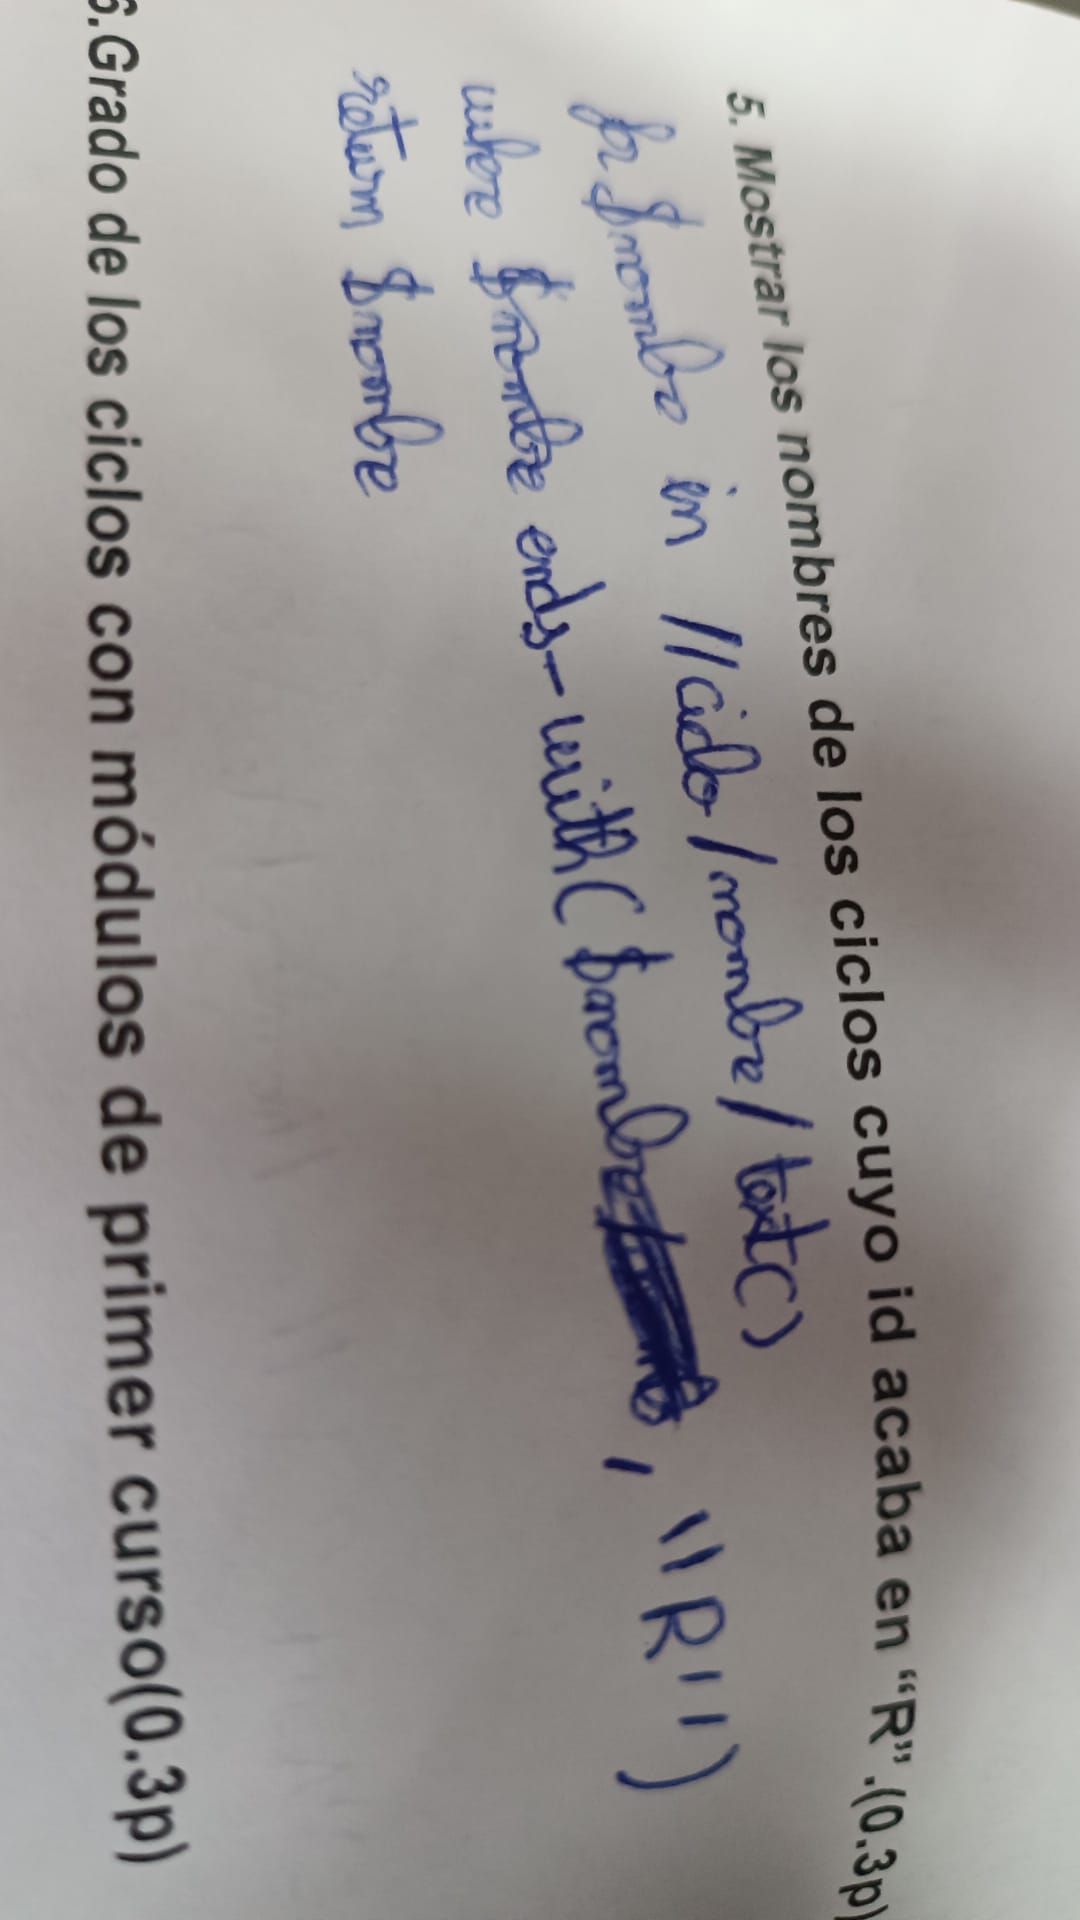 5. Mostrar los nombres de los ciclos cuyo id acaba en “R”.(0.3p)
for $nombre in //ciclo/nombre/text()
where $nombre ends-with($nombre, "R")
return $nombre
6.Grado de los ciclos con módulos de primer curso(0.3p)